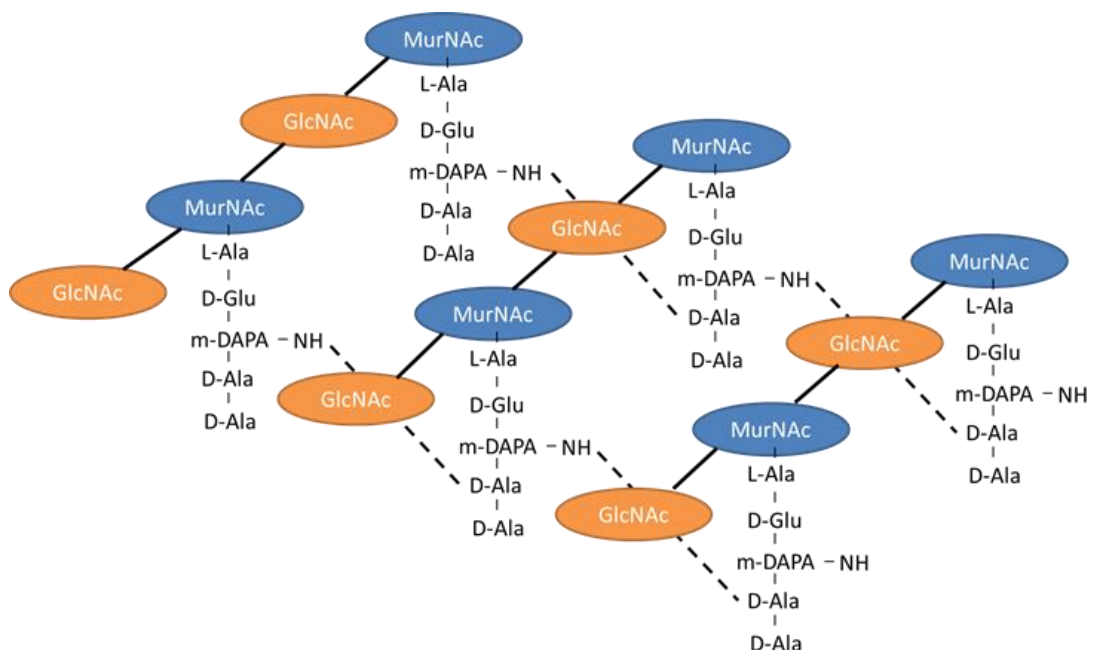 MurNAc
L-Ala
D-Glu
m-DAPA – NH
D-Ala
D-Ala
GlcNAc
MurNAc
L-Ala
D-Glu
m-DAPA – NH
D-Ala
D-Ala
GlcNAc
MurNAc
L-Ala
D-Glu
m-DAPA – NH
D-Ala
D-Ala
GlcNAc
MurNAc
L-Ala
D-Glu
m-DAPA – NH
D-Ala
D-Ala
GlcNAc
MurNAc
L-Ala
D-Glu
m-DAPA – NH
D-Ala
D-Ala
GlcNAc
MurNAc
L-Ala
D-Glu
m-DAPA – NH
D-Ala
D-Ala
GlcNAc